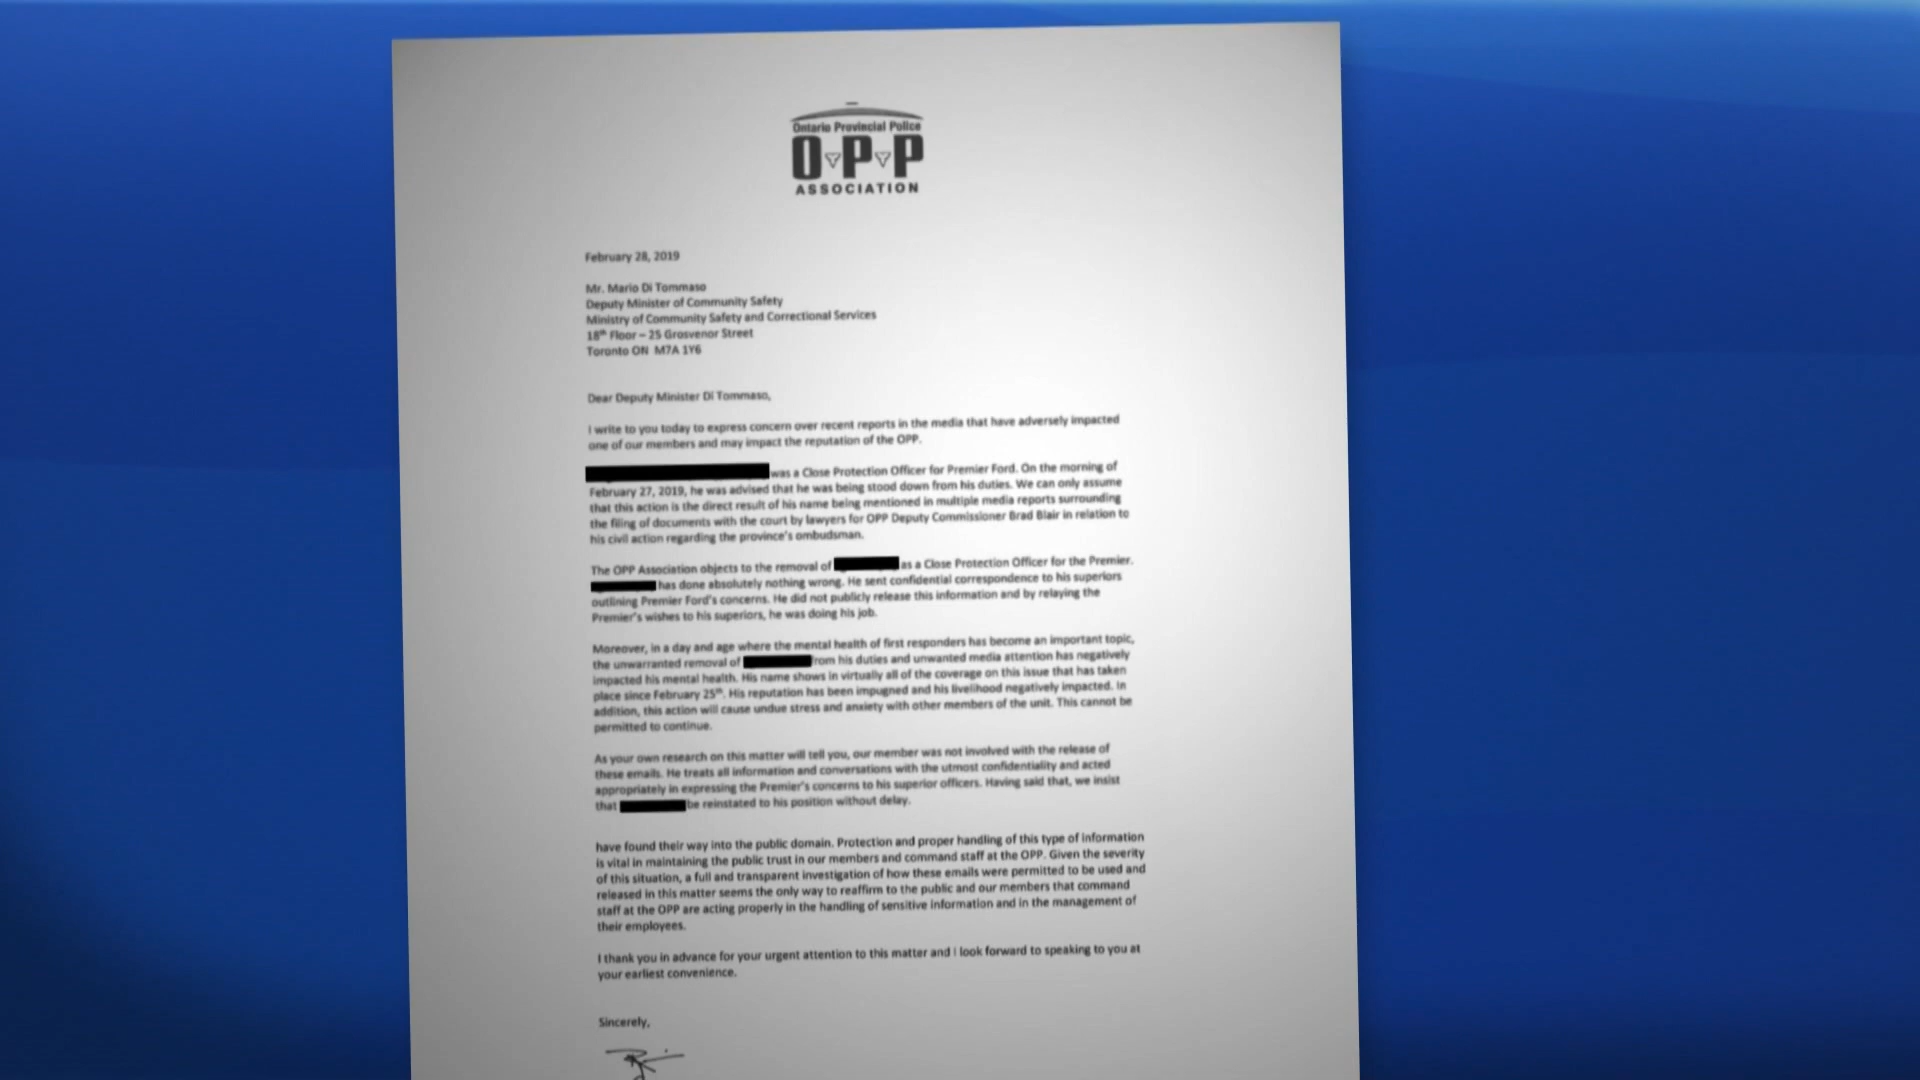 Ontario Provincial Police
OPP
ASSOCIATION
February 28, 2019
Mr. Mario Di Tommaso
Deputy Minister of Community Safety
Ministry of Community Safety and Correctional Services
18th Floor – 25 Grosvenor Street
Toronto ON M7A 1Y6
Dear Deputy Minister Di Tommaso,
I write to you today to express concern over recent reports in the media that have adversely impacted
one of our members and may impact the reputation of the OPP.
was a Close Protection Officer for Premier Ford. On the morning of
February 27, 2019, he was advised that he was being stood down from his duties. We can only assume
that this action is the direct result of his name being mentioned in multiple media reports surrounding
the filing of documents with the court by lawyers for OPP Deputy Commissioner Brad Blair in relation to
his civil action regarding the province's ombudsman.
The OPP Association objects to the removal of as a Close Protection Officer for the Premier.
has done absolutely nothing wrong. He sent confidential correspondence to his superiors
outlining Premier Ford's concerns. He did not publicly release this information and by relaying the
Premier's wishes to his superiors, he was doing his job.
Moreover, in a day and age where the mental health of first responders has become an important topic,
the unwarranted removal of from his duties and unwanted media attention has negatively
impacted his mental health. His name shows in virtually all of the coverage on this issue that has taken
place since February 25th. His reputation has been impugned and his livelihood negatively impacted. In
addition, this action will cause undue stress and anxiety with other members of the unit. This cannot be
permitted to continue.
As your own research on this matter will tell you, our member was not involved with the release of
these emails. He treats all information and conversations with the utmost confidentiality and acted
appropriately in expressing the Premier's concerns to his superior officers. Having said that, we insist
that be reinstated to his position without delay.
have found their way into the public domain. Protection and proper handling of this type of information
is vital in maintaining the public trust in our members and command staff at the OPP. Given the severity
of this situation, a full and transparent investigation of how these emails were permitted to be used and
released in this matter seems the only way to reaffirm to the public and our members that command
staff at the OPP are acting properly in the handling of sensitive information and in the management of
their employees.
I thank you in advance for your urgent attention to this matter and I look forward to speaking to you at
your earliest convenience.
Sincerely,